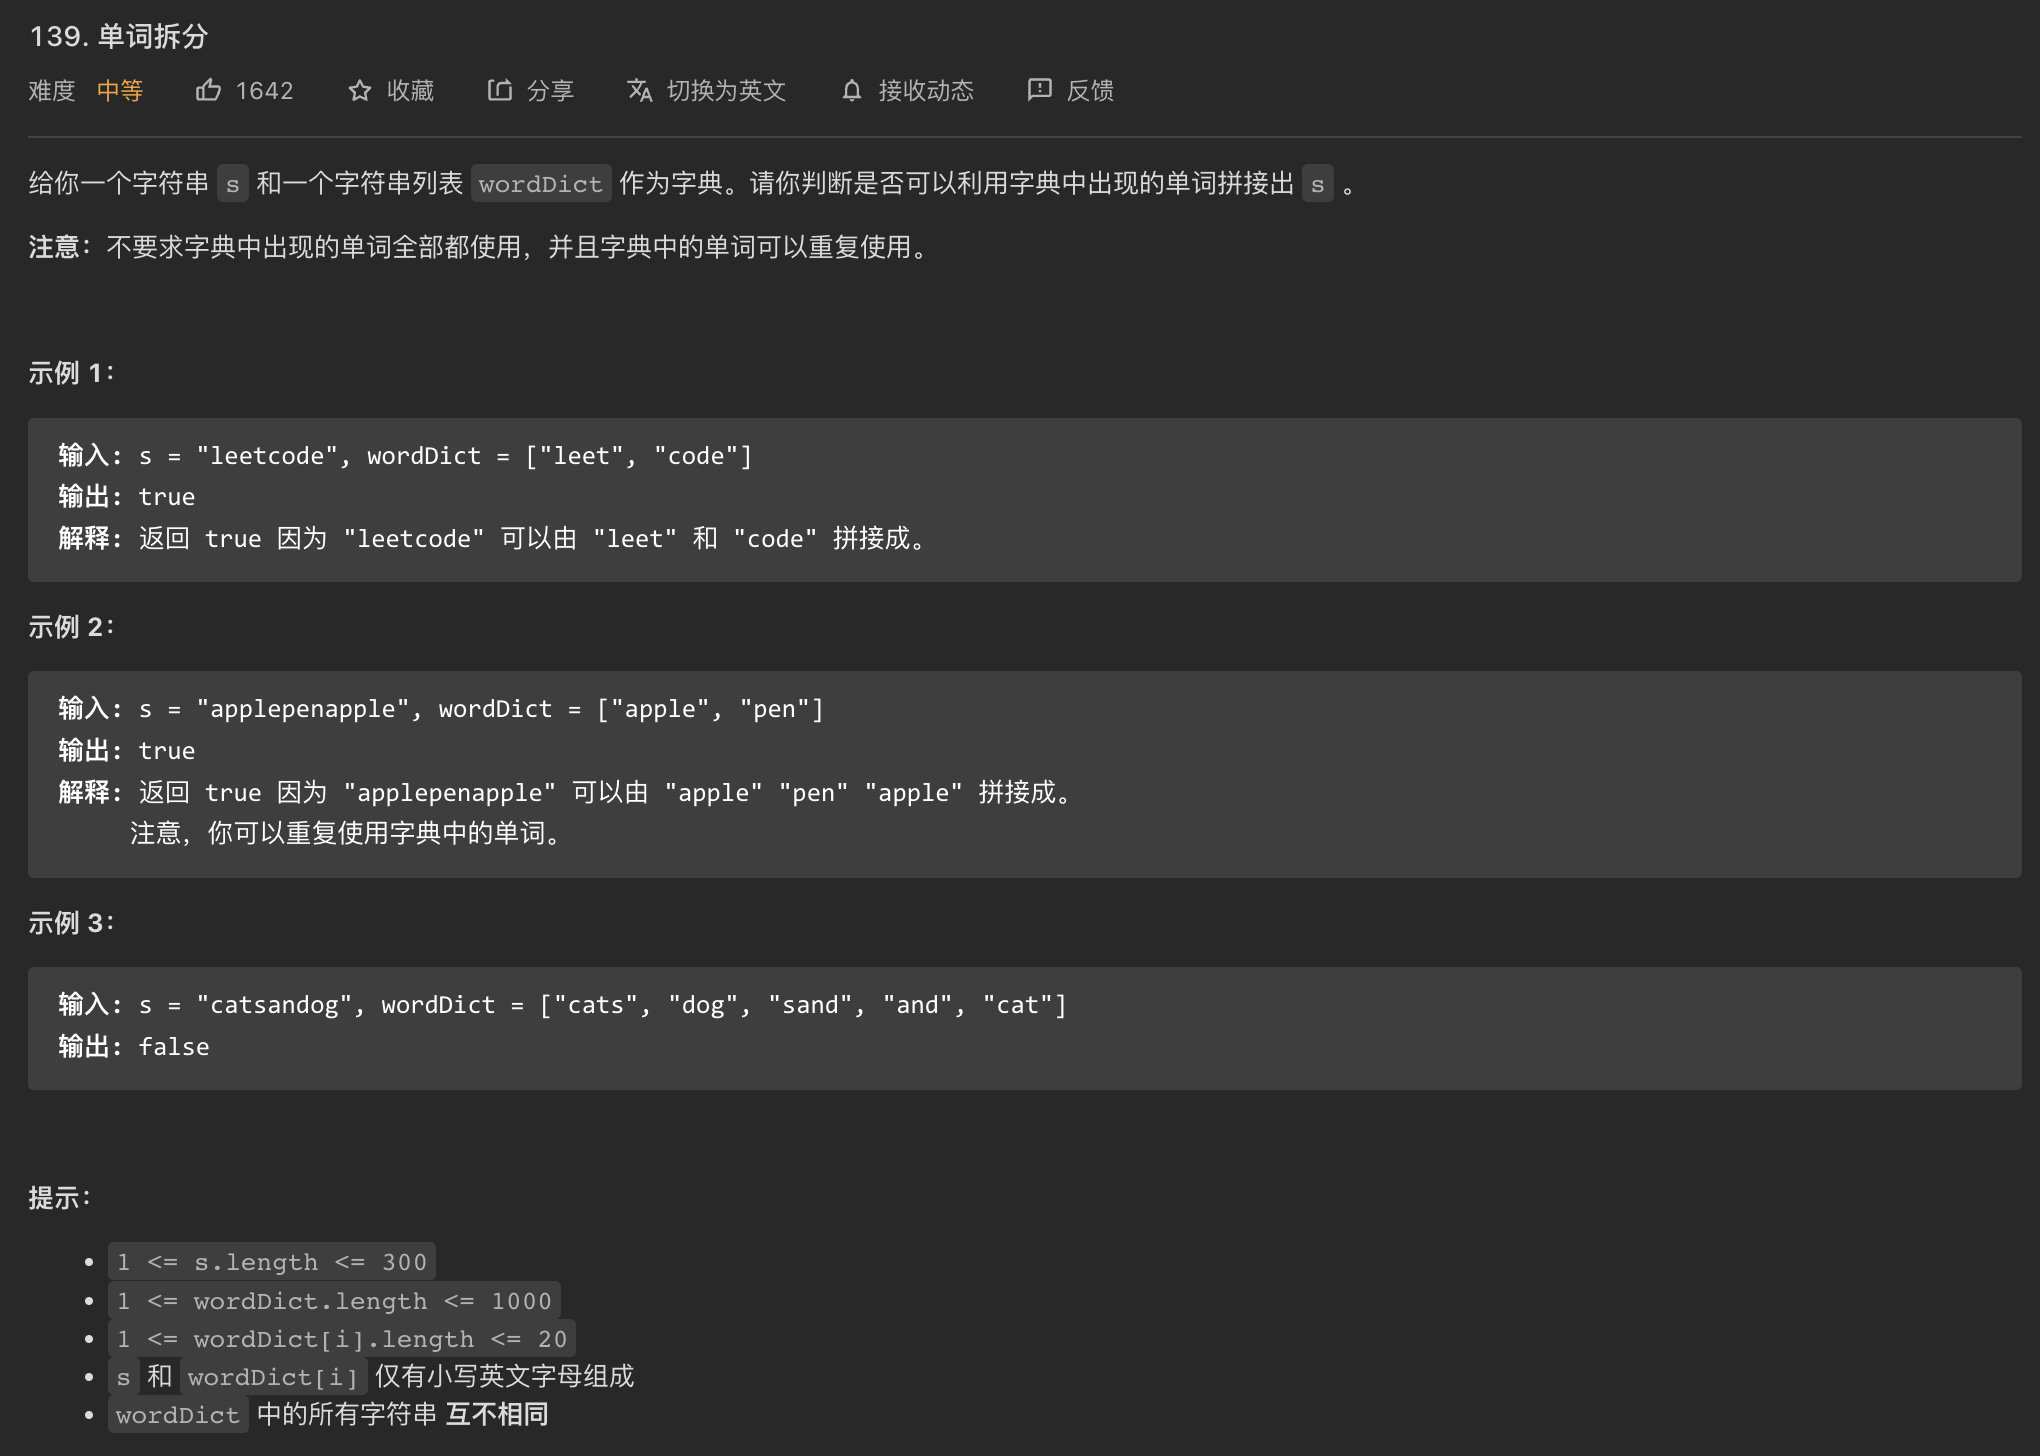 139. 单词拆分
难度 中等 1642 收藏 分享 切换为英文 接收动态 反馈
给你一个字符串 s 和一个字符串列表 wordDict 作为字典。请你判断是否可以利用字典中出现的单词拼接出 s 。
注意：不要求字典中出现的单词全部都使用，并且字典中的单词可以重复使用。
示例 1：
输入: s = "leetcode", wordDict = ["leet", "code"]
输出: true
解释: 返回 true 因为 "leetcode" 可以由 "leet" 和 "code" 拼接成。
示例 2：
输入: s = "applepenapple", wordDict = ["apple", "pen"]
输出: true
解释: 返回 true 因为 "applepenapple" 可以由 "apple" "pen" "apple" 拼接成。
注意，你可以重复使用字典中的单词。
示例 3：
输入: s = "catsandog", wordDict = ["cats", "dog", "sand", "and", "cat"]
输出: false
提示：
• 1 <= s.length <= 300
• 1 <= wordDict.length <= 1000
• 1 <= wordDict[i].length <= 20
• s 和 wordDict[i] 仅有小写英文字母组成
• wordDict 中的所有字符串 互不相同